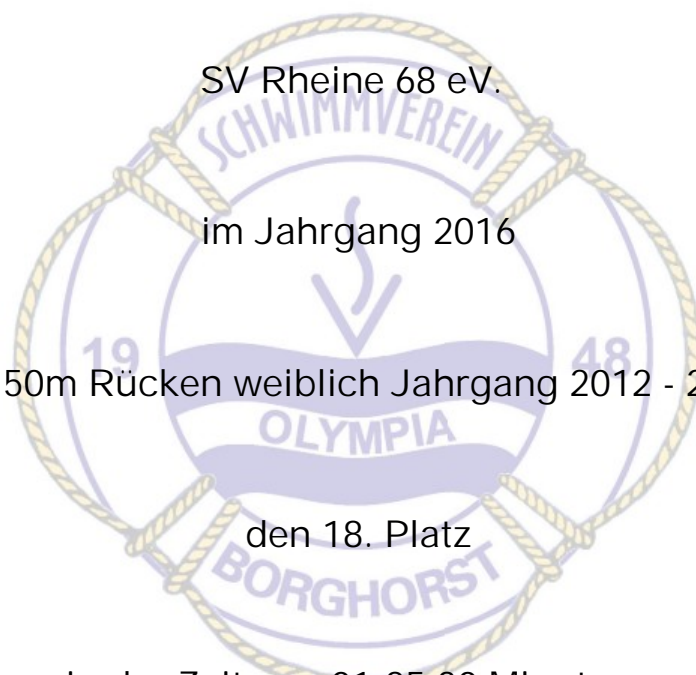 SV Rheine 68 eV.
SCHWIMMVEREIN
im Jahrgang 2016
19 48
50m Rücken weiblich Jahrgang 2012 - 2
OLYMPIA
den 18. Platz
BORGHORST